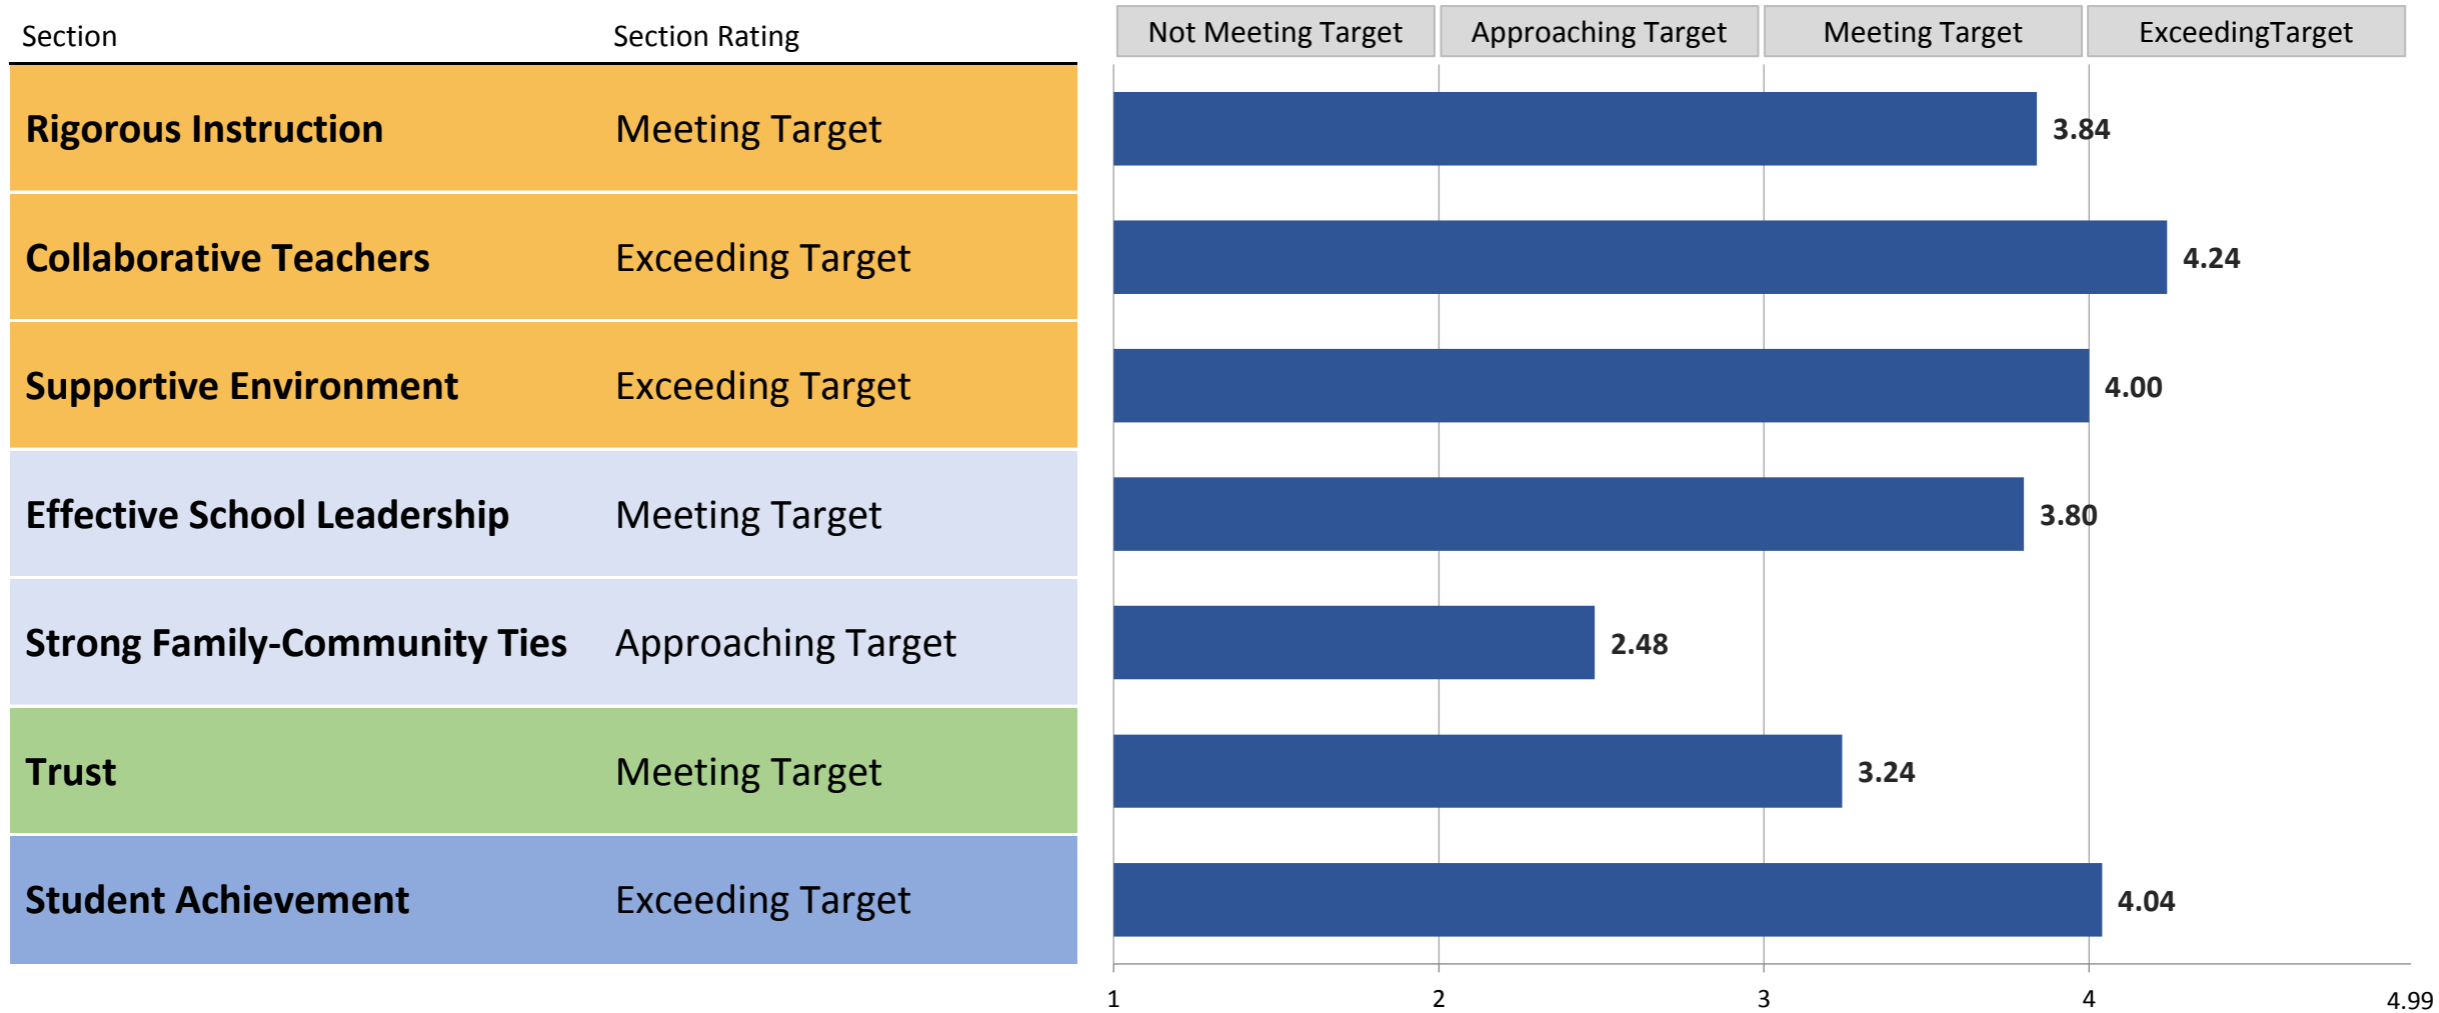 Section Section Rating Not Meeting Target Approaching Target Meeting Target ExceedingTarget
Rigorous Instruction Meeting Target 3.84
Collaborative Teachers Exceeding Target 4.24
Supportive Environment Exceeding Target 4.00
Effective School Leadership Meeting Target 3.80
Strong Family-Community Ties Approaching Target 2.48
Trust Meeting Target 3.24
Student Achievement Exceeding Target 4.04
1 2 3 4 4.99